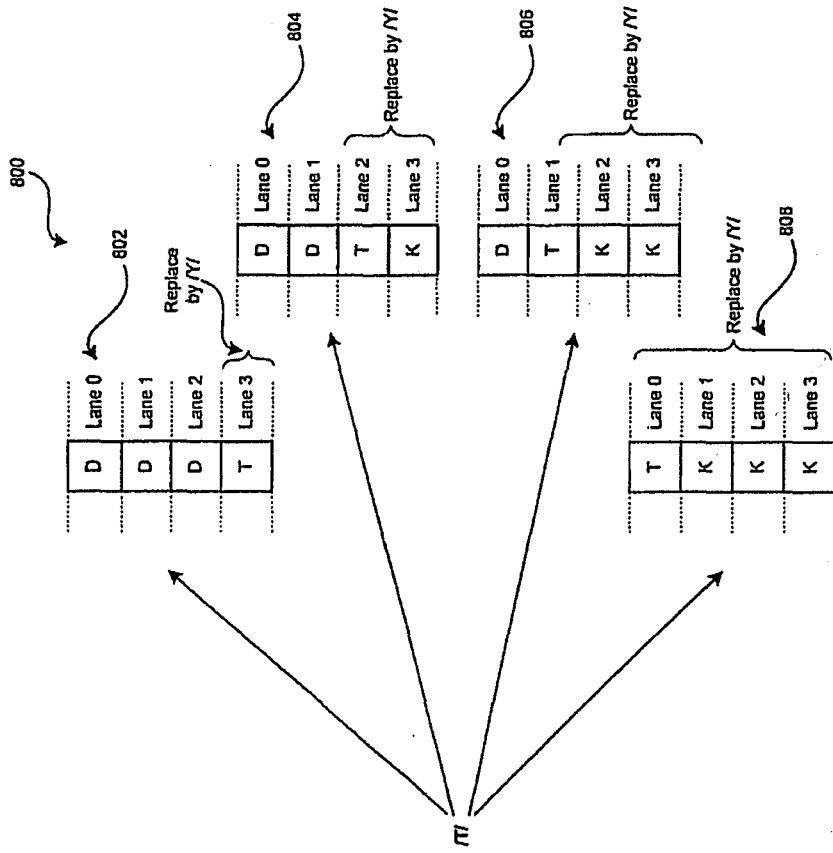 800
802
D Lane 0
D Lane 1
D Lane 2
T Lane 3
Replace
by /Y/
804
D Lane 0
D Lane 1
T Lane 2
K Lane 3
Replace by /Y/
806
D Lane 0
T Lane 1
K Lane 2
K Lane 3
Replace by /Y/
808
T Lane 0
K Lane 1
K Lane 2
K Lane 3
Replace by /Y/
/T/